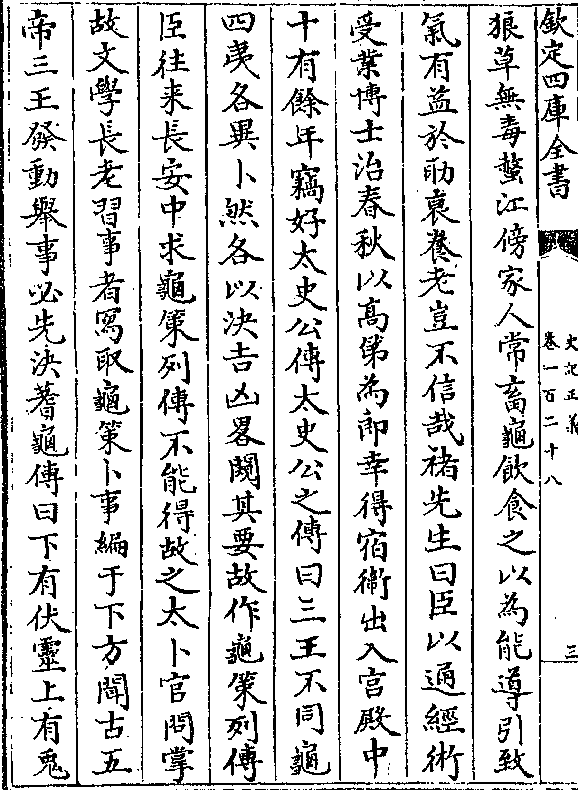 欽定四庫全書
史記正義
卷一百二十八
三
狼草無毒螫江傍家人常畜龜飲食之以為能導引致
氣有益於助衰養老豈不信哉褚先生曰臣以通經術
受業博士治春秋以高第為郎幸得宿衛出入宮殿中
十有餘年竊好太史公傳太史公之傳曰三王不同龜
四夷各異卜然各以決吉凶畧闚其要故作龜策列傳
臣往来長安中求龜策列傳不能得故之太卜官問掌
故文學長老習事者寫取龜策卜事編于下方聞古五
帝三王發動舉事必先決蓍龜傳曰下有伏靈上有兎